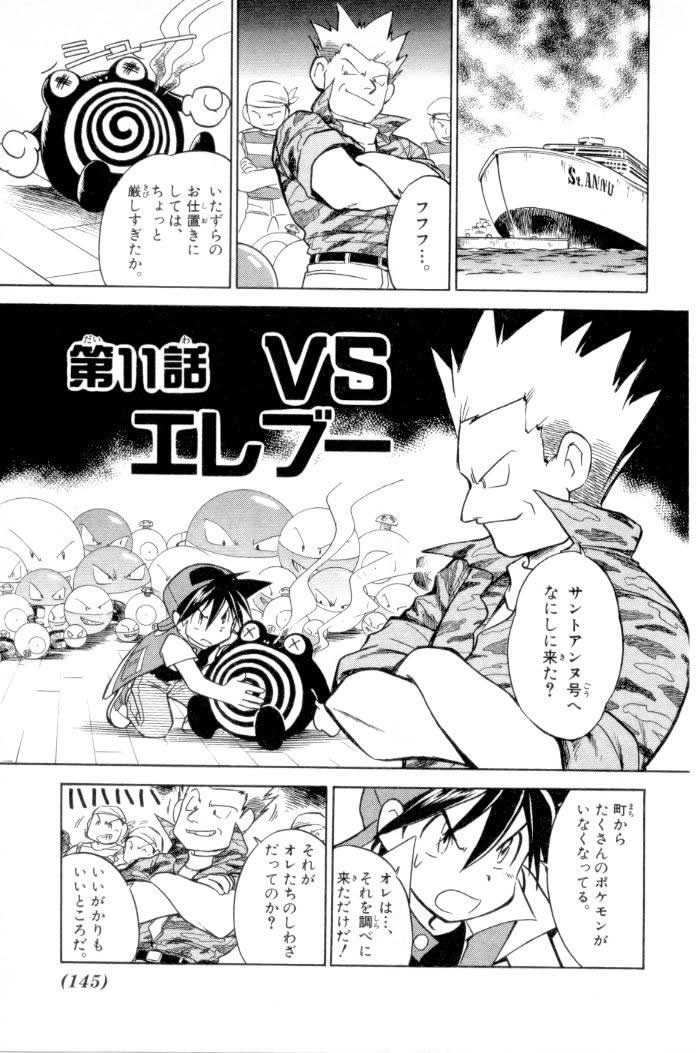 St. ANNU
フフフ…。
いたずらの
お仕置きに
しては、
ちょっと
厳しすぎたか。
ミュー
第11話 VS
エレブー
サントアンヌ号へ
なにしに来た?
町から
たくさんのポケモンが
いなくなってる。
オレは…、
それを調べに
来ただけだ!
それが
オレたちのしわざ
だってのか?
いいがかりも
いいところだ。
(145)